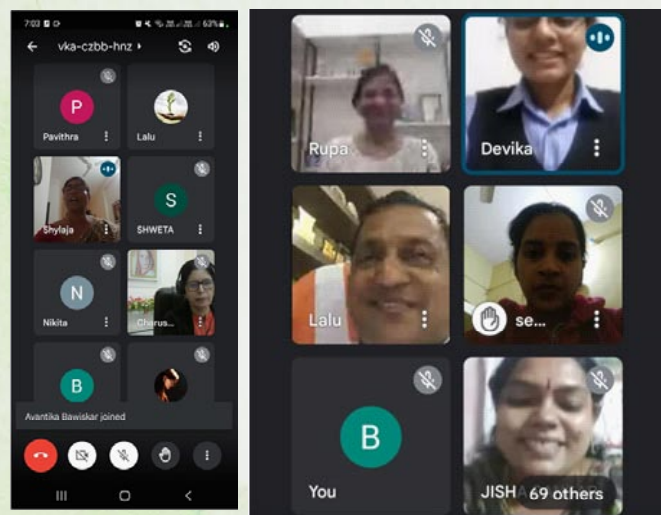 7:03
63%
vka-czbb-hnz
P
Pavithra
Lalu
Shylaja
S
SHWETA
N
Nikita
Charus...
B
Avantika Bawiskar joined
Rupa
Devika
Lalu
se...
B
You
JISHA
69 others